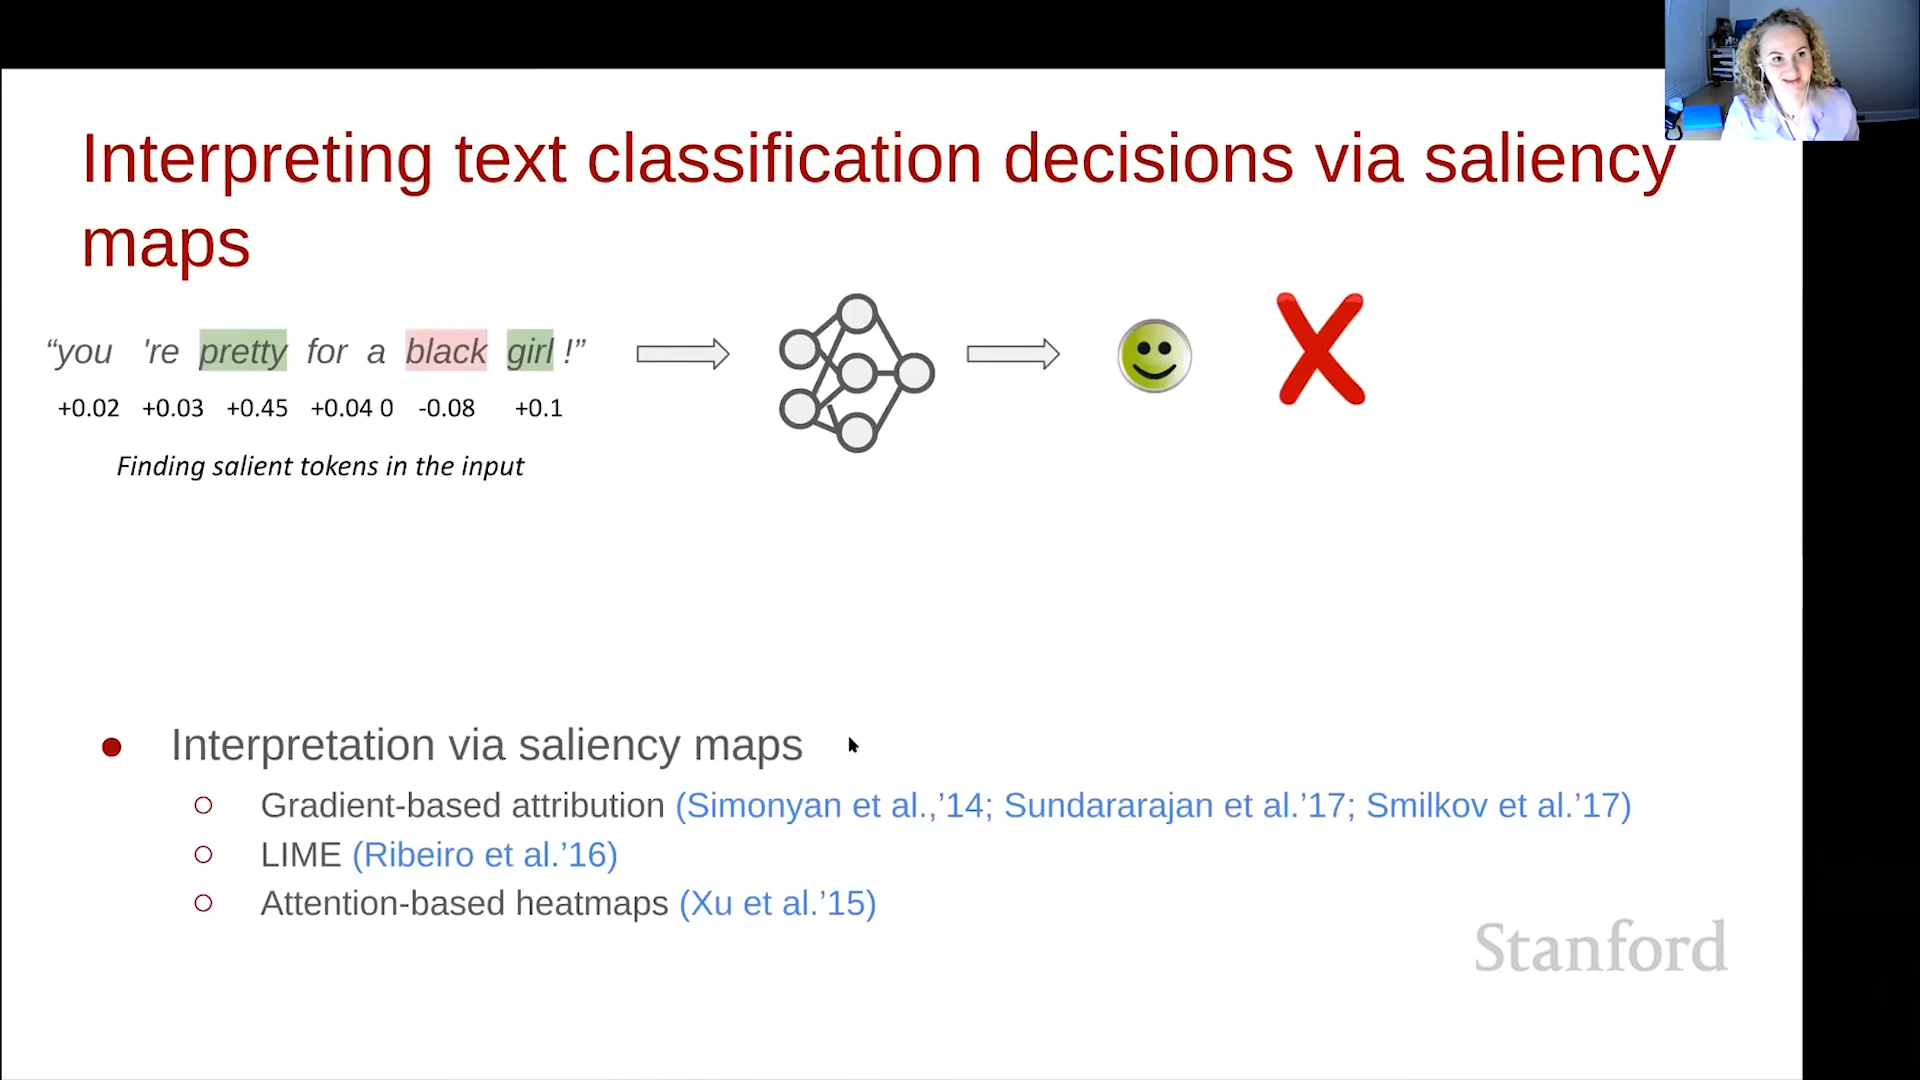 Interpreting text classification decisions via saliency
maps
“you 're pretty for a black girl !”
+0.02 +0.03 +0.45 +0.04 0 -0.08 +0.1
Finding salient tokens in the input
● Interpretation via saliency maps
○ Gradient-based attribution (Simonyan et al.,’14; Sundararajan et al.’17; Smilkov et al.’17)
○ LIME (Ribeiro et al.’16)
○ Attention-based heatmaps (Xu et al.’15)
Stanford